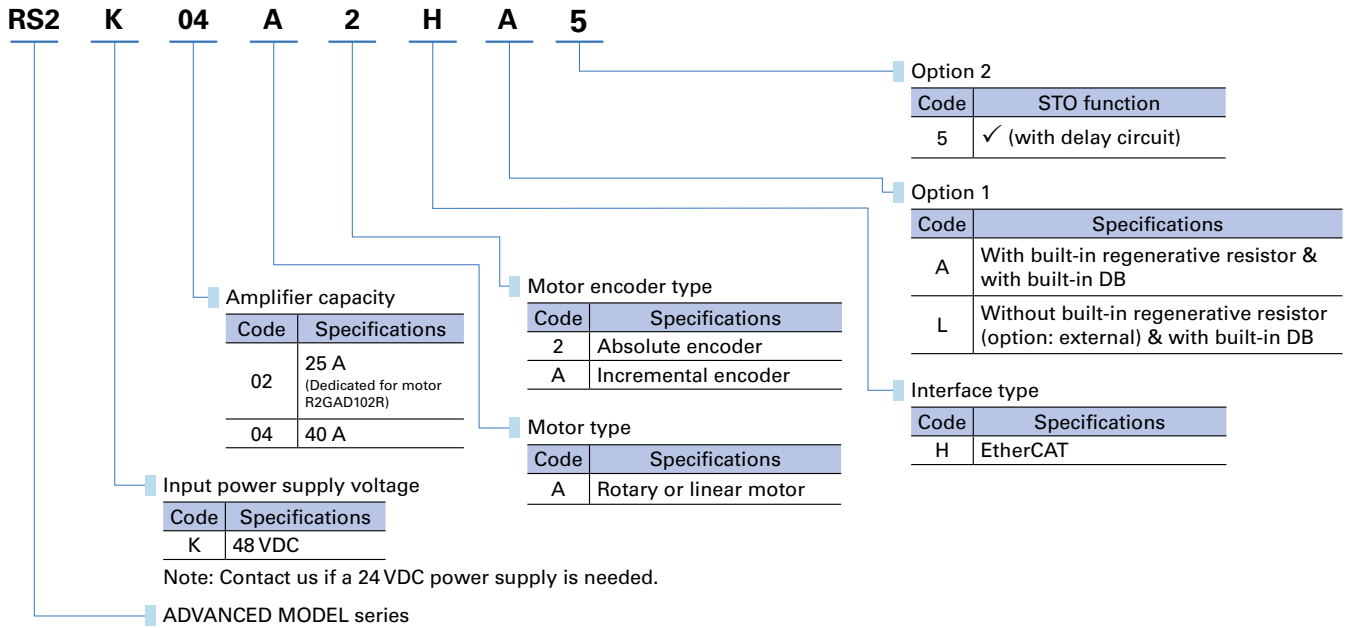 RS2 K 04 A 2 H A 5
Option 2
Code STO function
5 ✓ (with delay circuit)
Option 1
Code Specifications
A With built-in regenerative resistor &
with built-in DB
L Without built-in regenerative resistor
(option: external) & with built-in DB
Interface type
Code Specifications
H EtherCAT
Motor encoder type
Code Specifications
2 Absolute encoder
A Incremental encoder
Motor type
Code Specifications
A Rotary or linear motor
Amplifier capacity
Code Specifications
02 25 A
(Dedicated for motor
R2GAD102R)
04 40 A
Input power supply voltage
Code Specifications
K 48 VDC
Note: Contact us if a 24 VDC power supply is needed.
ADVANCED MODEL series